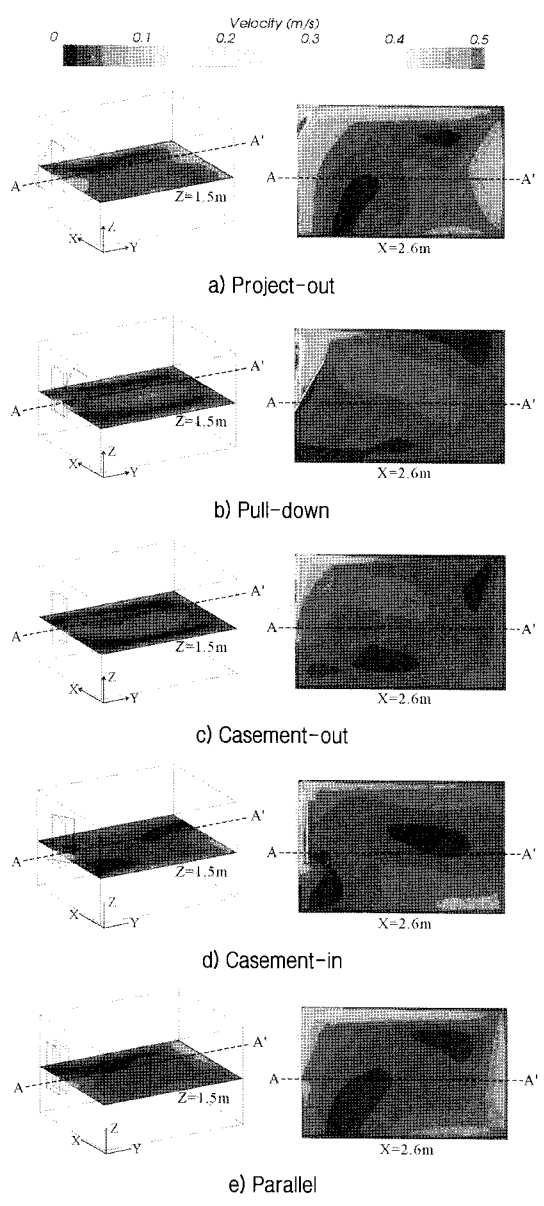 Velocity (m/s)
0 0.1 0.2 0.3 0.4 0.5
A A' Z=1.5m X Y Z
A A' X=2.6m
a) Project-out
A A' Z=1.5m X Y Z
A A' X=2.6m
b) Pull-down
A A' Z=1.5m X Y Z
A A' X=2.6m
c) Casement-out
A A' Z=1.5m X Y Z
A A' X=2.6m
d) Casement-in
A A' Z=1.5m X Y Z
A A' X=2.6m
e) Parallel